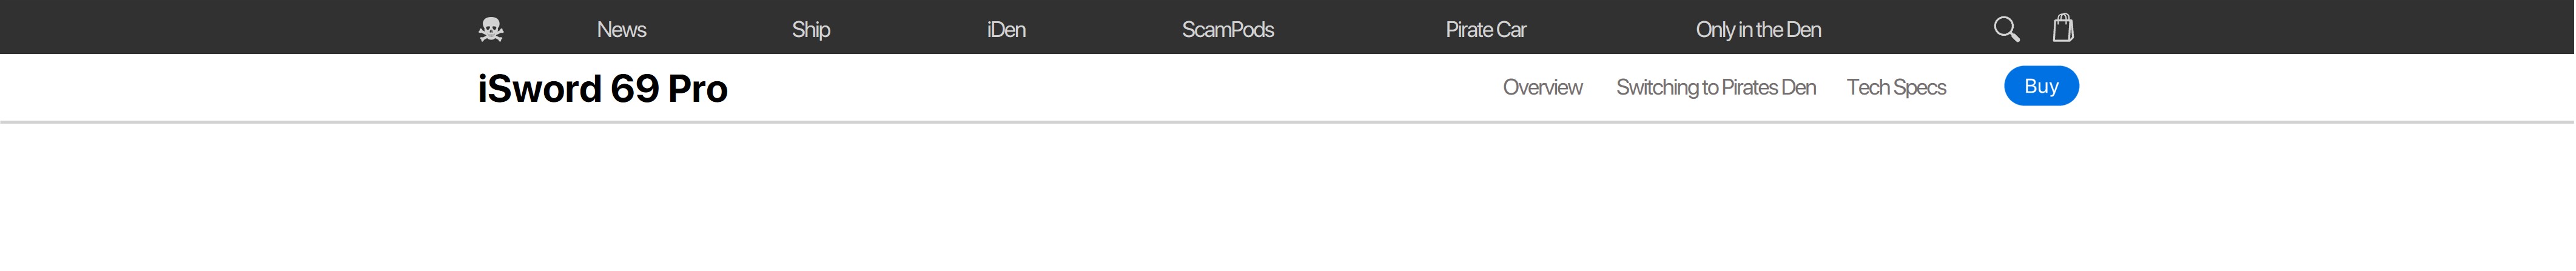 News Ship iDen ScamPods Pirate Car Only in the Den
iSword 69 Pro Overview Switching to Pirates Den Tech Specs Buy